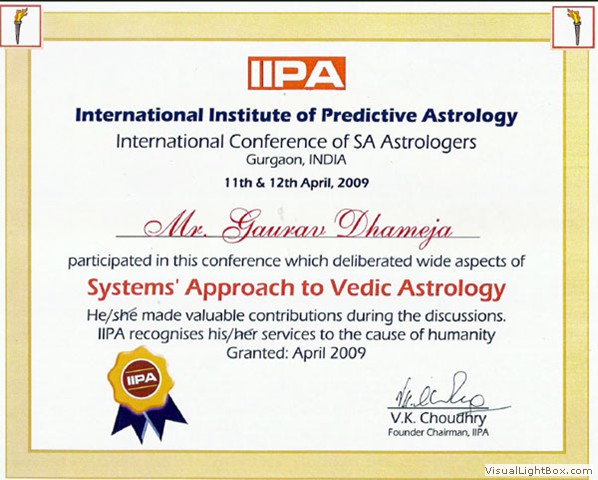 IIPA
International Institute of Predictive Astrology
International Conference of SA Astrologers
Gurgaon, INDIA
11th & 12th April, 2009
Mr. Gaurav Dhameja
participated in this conference which deliberated wide aspects of
Systems' Approach to Vedic Astrology
He/she made valuable contributions during the discussions.
IIPA recognises his/her services to the cause of humanity
Granted: April 2009
IIPA
V.K. Choudhry
Founder Chairman, IIPA
VisualLightBox.com